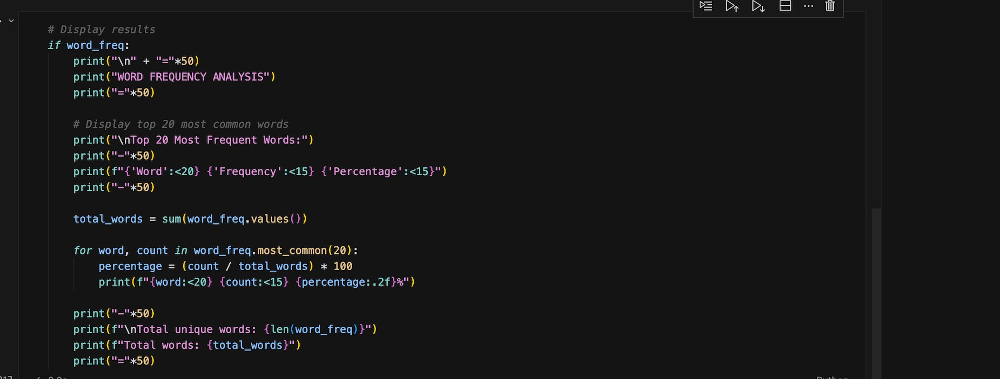 # Display results
if word_freq:
    print("\n" + "="*50)
    print("WORD FREQUENCY ANALYSIS")
    print("="*50)

    # Display top 20 most common words
    print("\nTop 20 Most Frequent Words:")
    print("-"*50)
    print(f"{'Word':<20} {'Frequency':<15} {'Percentage':<15}")
    print("-"*50)

    total_words = sum(word_freq.values())

    for word, count in word_freq.most_common(20):
        percentage = (count / total_words) * 100
        print(f"{word:<20} {count:<15} {percentage:.2f}%")

    print("-"*50)
    print(f"\nTotal unique words: {len(word_freq)}")
    print(f"Total words: {total_words}")
    print("="*50)